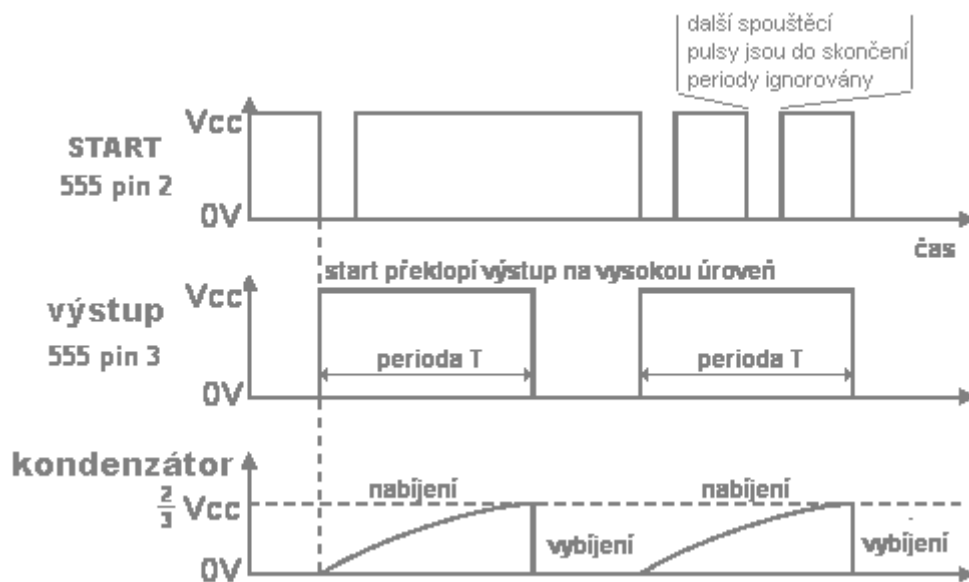 další spouštěcí
pulsy jsou do skončení
periody ignorovány
Vcc
START
555 pin 2
0V
čas
start překlopí výstup na vysokou úroveň
Vcc
výstup
555 pin 3
perioda T
perioda T
0V
kondenzátor
2/3 Vcc
nabíjení
nabíjení
vybíjení
vybíjení
0V